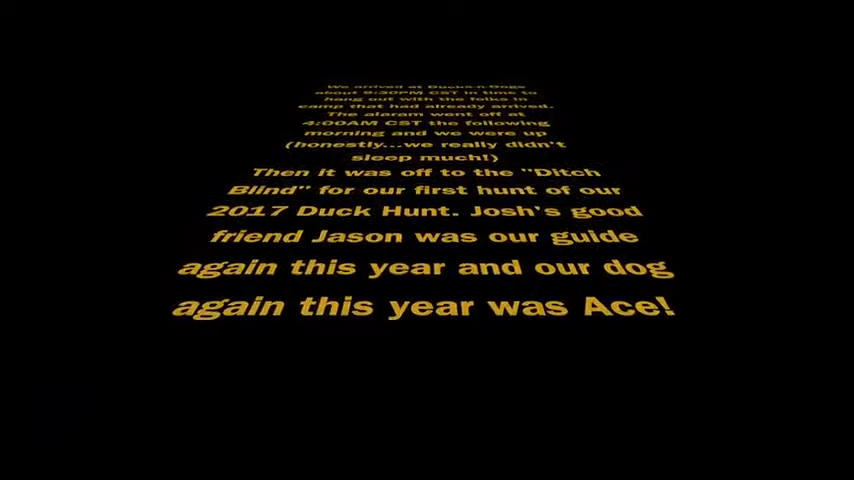 We arrived at Ducks-n-Dogs
about 9:30PM CST in time to
hang out with the folks in
camp that had already arrived.
The alaram went off at
4:00AM CST the following
morning and we were up
(honestly...we really didn't
sleep much!)
Then it was off to the "Ditch
Blind" for our first hunt of our
2017 Duck Hunt. Josh's good
friend Jason was our guide
again this year and our dog
again this year was Ace!